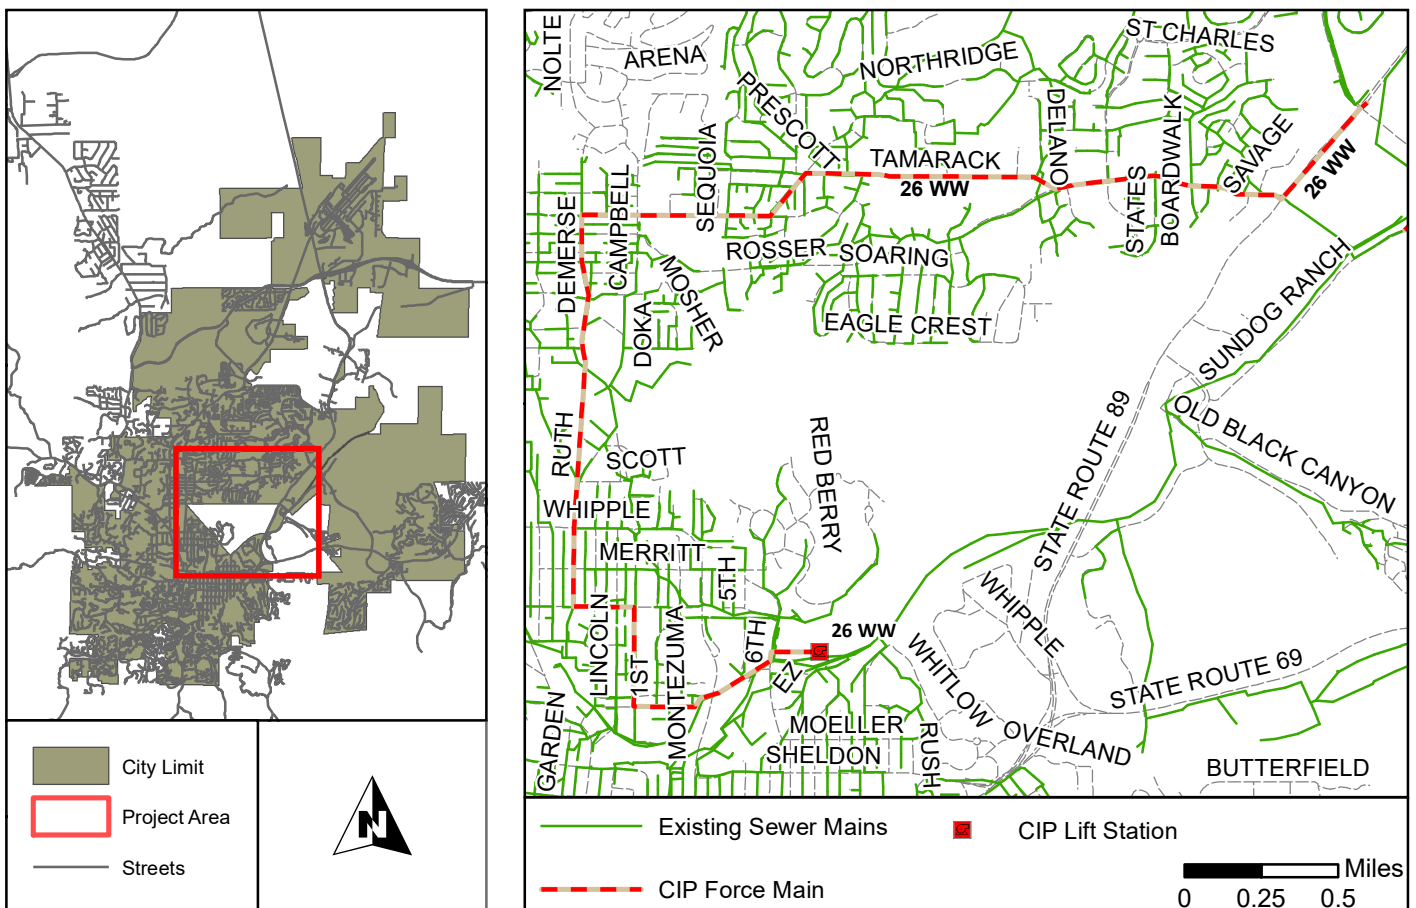 City Limit
Project Area
Streets
N
NOLTE
ARENA
NORTHRIDGE
ST CHARLES
PRESCOTT
SEQUOIA
TAMARACK
26 WW
DELANO
STATES
BOARDWALK
SAVAGE
26 WW
DEMERSE
CAMPBELL
ROSSER
SOARING
MOSHER
DOKA
EAGLE CREST
SUNDOG RANCH
STATE ROUTE 89
OLD BLACK CANYON
RUTH
SCOTT
RED BERRY
WHIPPLE
MERRITT
5TH
WHIPPLE
LINCOLN
1ST
MONTEZUMA
6TH
EZ
26 WW
WHITLOW
STATE ROUTE 69
GARDEN
MOELLER
SHELDON
RUSH
OVERLAND
BUTTERFIELD
Existing Sewer Mains
CIP Lift Station
CIP Force Main
Miles
0 0.25 0.5